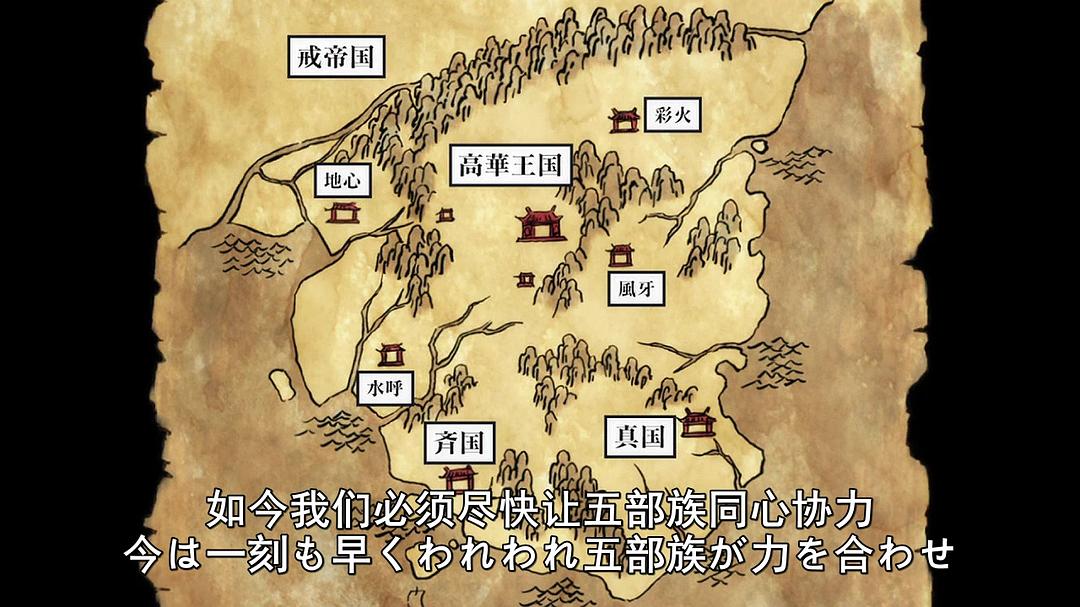 戒帝国
彩火
高華王国
地心
風牙
水呼
斉国
真国
如今我们必须尽快让五部族同心协力
今は一刻も早くわれわれ五部族が力を合わせ